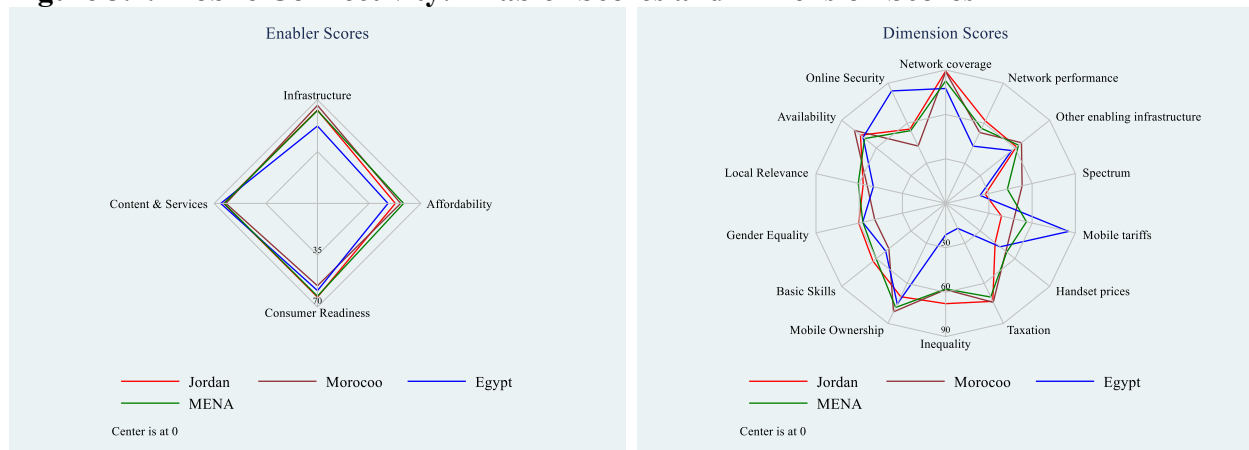 Enabler Scores
Infrastructure
Content & Services
Affordability
35
70
Consumer Readiness
Jordan
Morocoo
Egypt
MENA
Center is at 0
Dimension Scores
Network coverage
Online Security
Network performance
Availability
Other enabling infrastructure
Local Relevance
Spectrum
Gender Equality
Mobile tariffs
30
Basic Skills
60
Handset prices
Mobile Ownership
90
Taxation
Inequality
Jordan
Morocoo
Egypt
MENA
Center is at 0